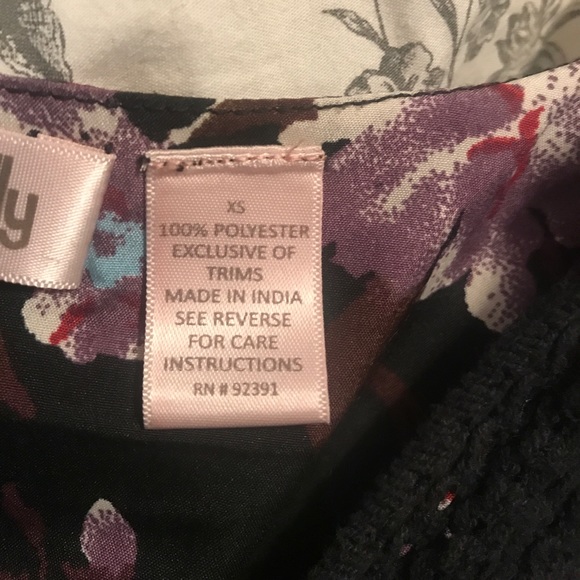 XS
100% POLYESTER
EXCLUSIVE OF
TRIMS
MADE IN INDIA
SEE REVERSE
FOR CARE
INSTRUCTIONS
RN # 92391